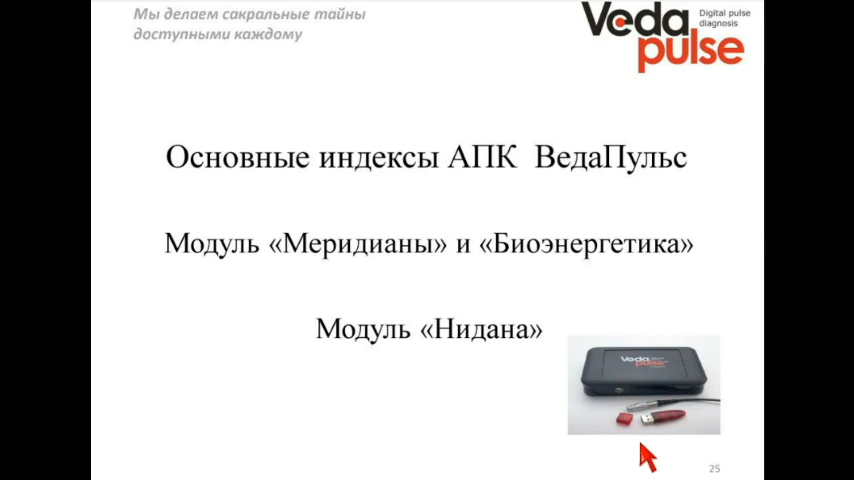 Мы делаем сакральные тайны
доступными каждому
Veda
pulse
Digital pulse
diagnosis
Основные индексы АПК ВедаПульс
Модуль «Меридианы» и «Биоэнергетика»
Модуль «Нидана»
Veda
pulse
25